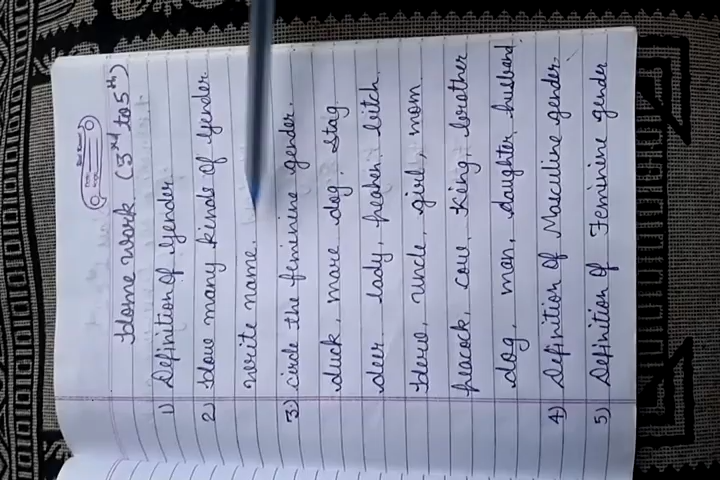 Home work (3rd to 5th)
1) Definition of Gender
2) How many kinds of Gender
write name.
3) circle the feminine gender.
duck, mare, dog, stag
deer, lady, peahen, bitch
Hero, uncle, girl, mom
peacock, cow, King, brother
dog, man, daughter, husband
4) Definition of Masculine gender.
5) Definition of Feminine gender